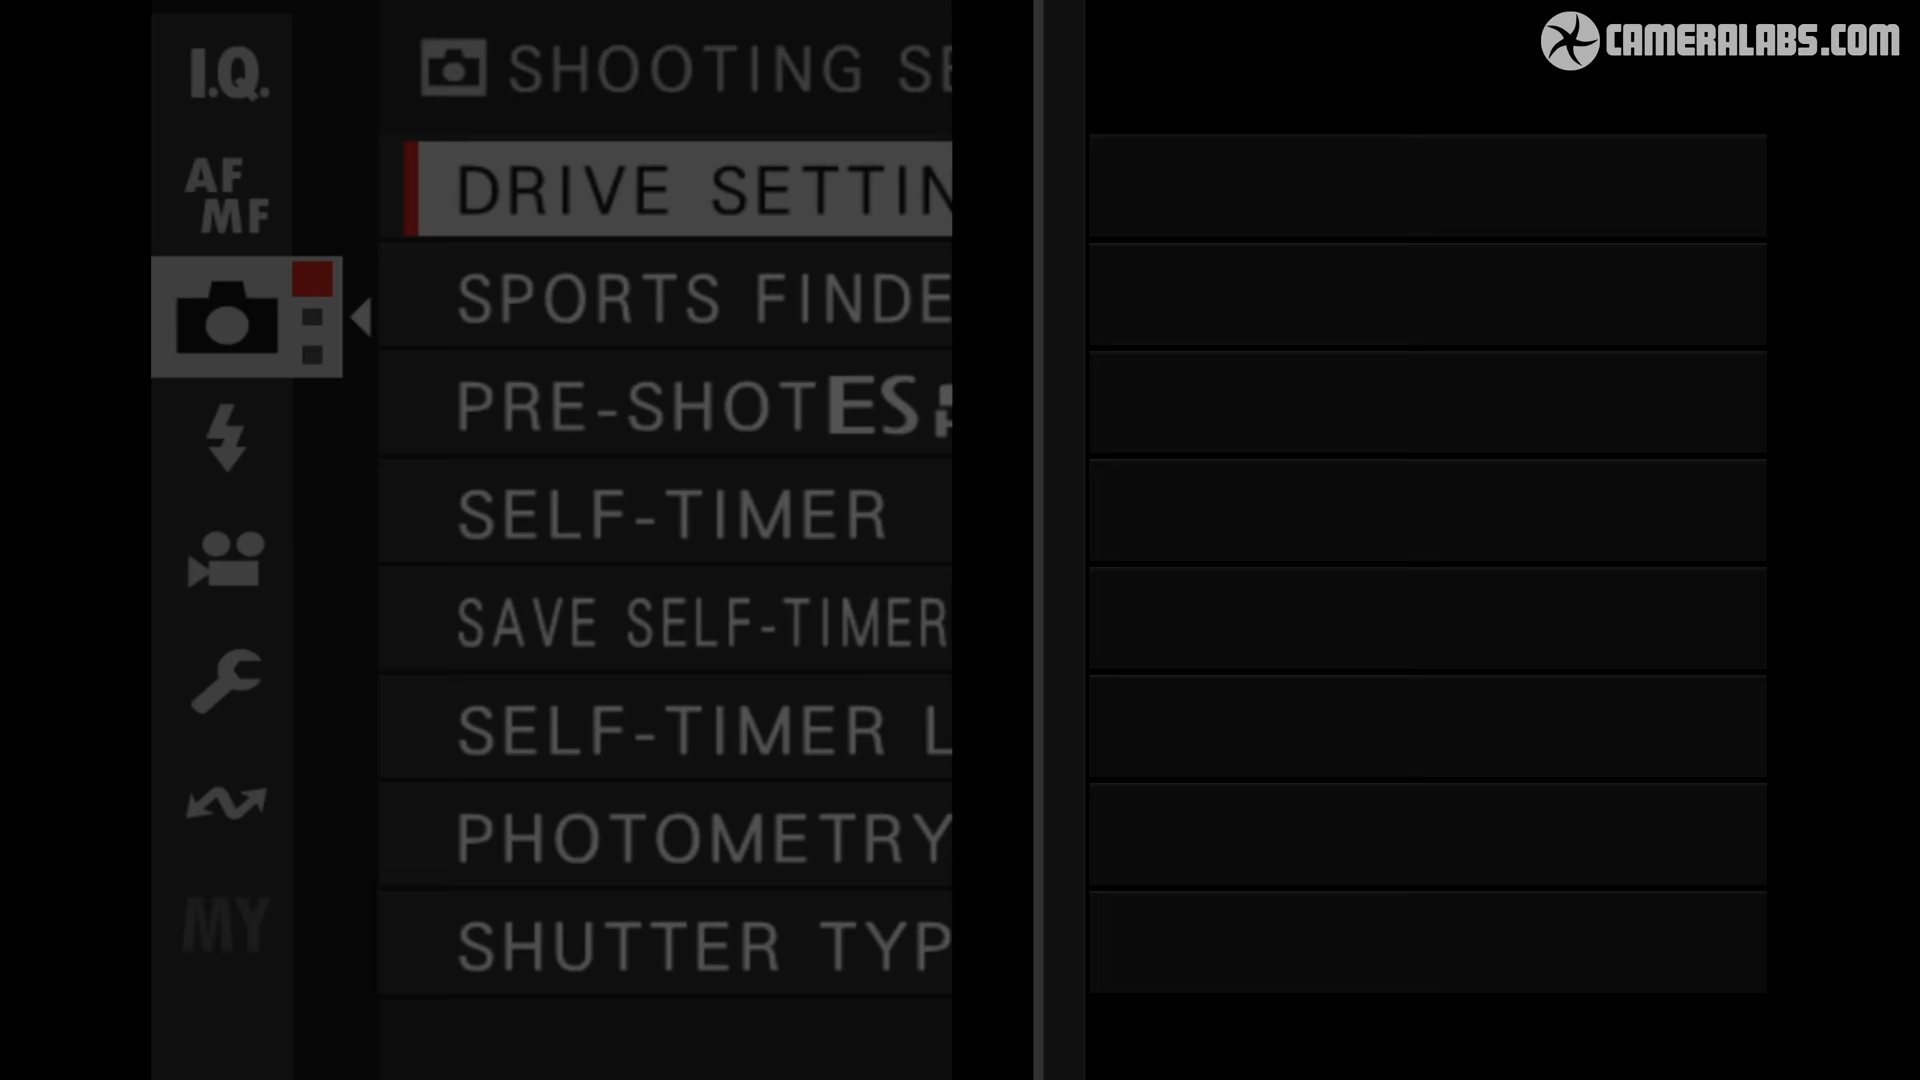 CAMERALABS.COM
I.Q.
AF
MF
MY
SHOOTING SE
DRIVE SETTIN
SPORTS FINDE
PRE-SHOT ES
SELF-TIMER
SAVE SELF-TIMER
SELF-TIMER L
PHOTOMETRY
SHUTTER TYP